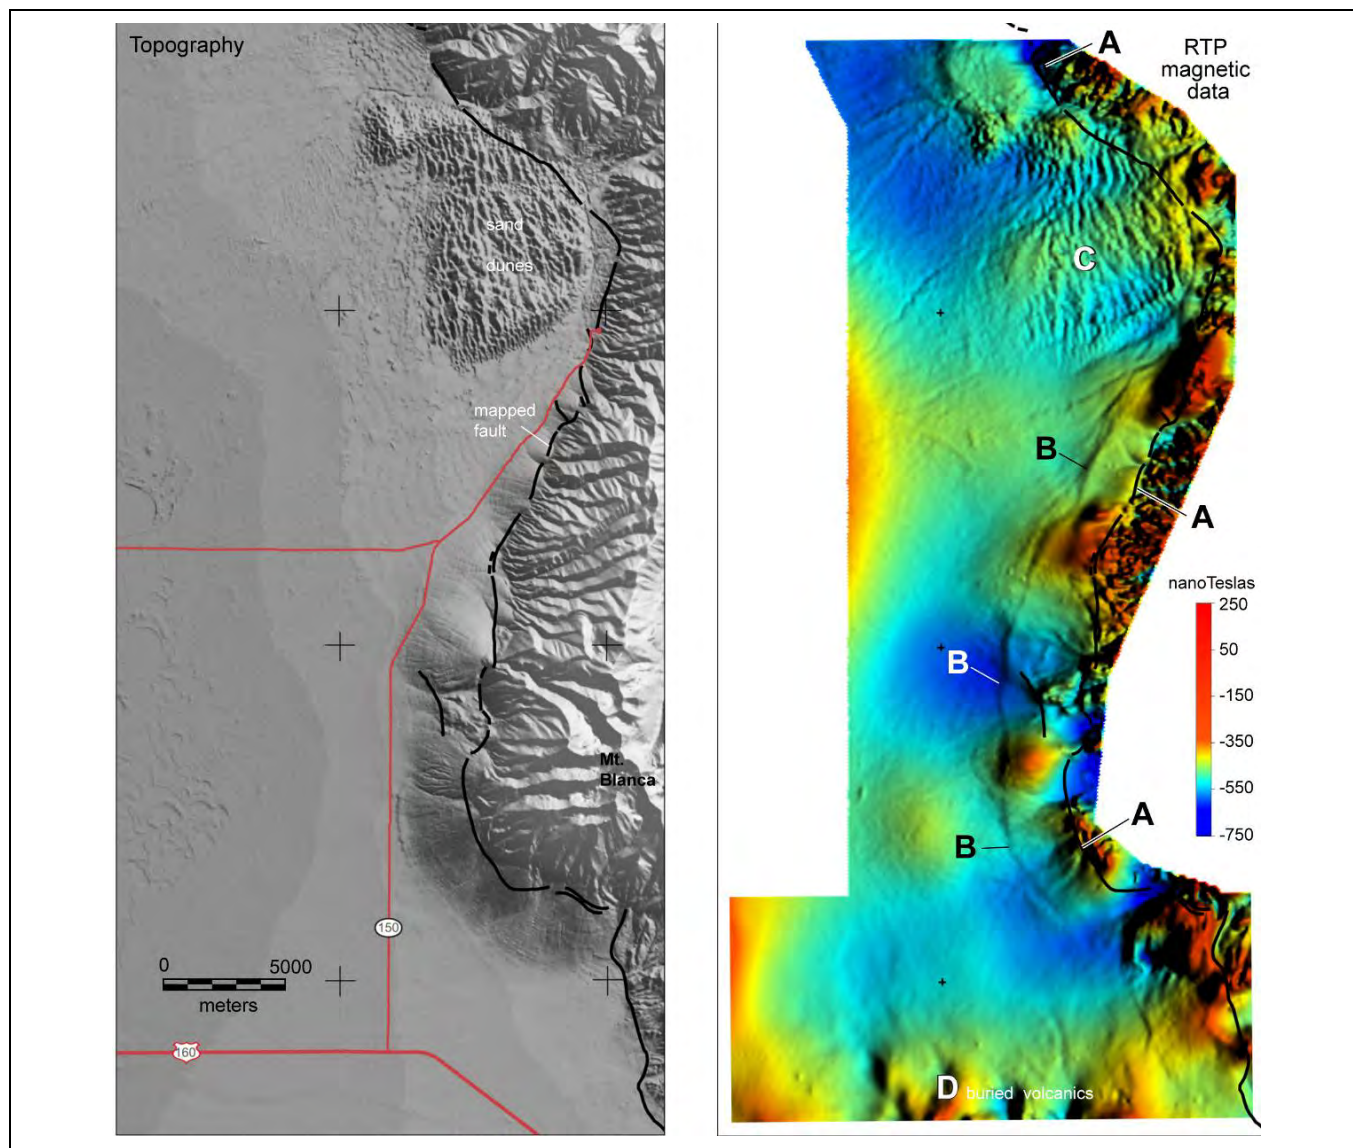 Topography
sand
dunes
mapped
fault
Mt.
Blanca
0 5000
meters
150
160
A
RTP
magnetic
data
C
B
A
nanoTeslas
250
50
-150
-350
-550
-750
B
B
A
D buried volcanics